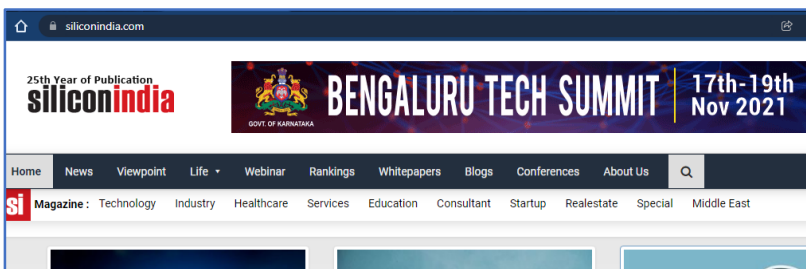 siliconindia.com
25th Year of Publication
siliconindia
GOVT. OF KARNATAKA
BENGALURU TECH SUMMIT
17th-19th
Nov 2021
Home News Viewpoint Life Webinar Rankings Whitepapers Blogs Conferences About Us
Si Magazine : Technology Industry Healthcare Services Education Consultant Startup Realestate Special Middle East